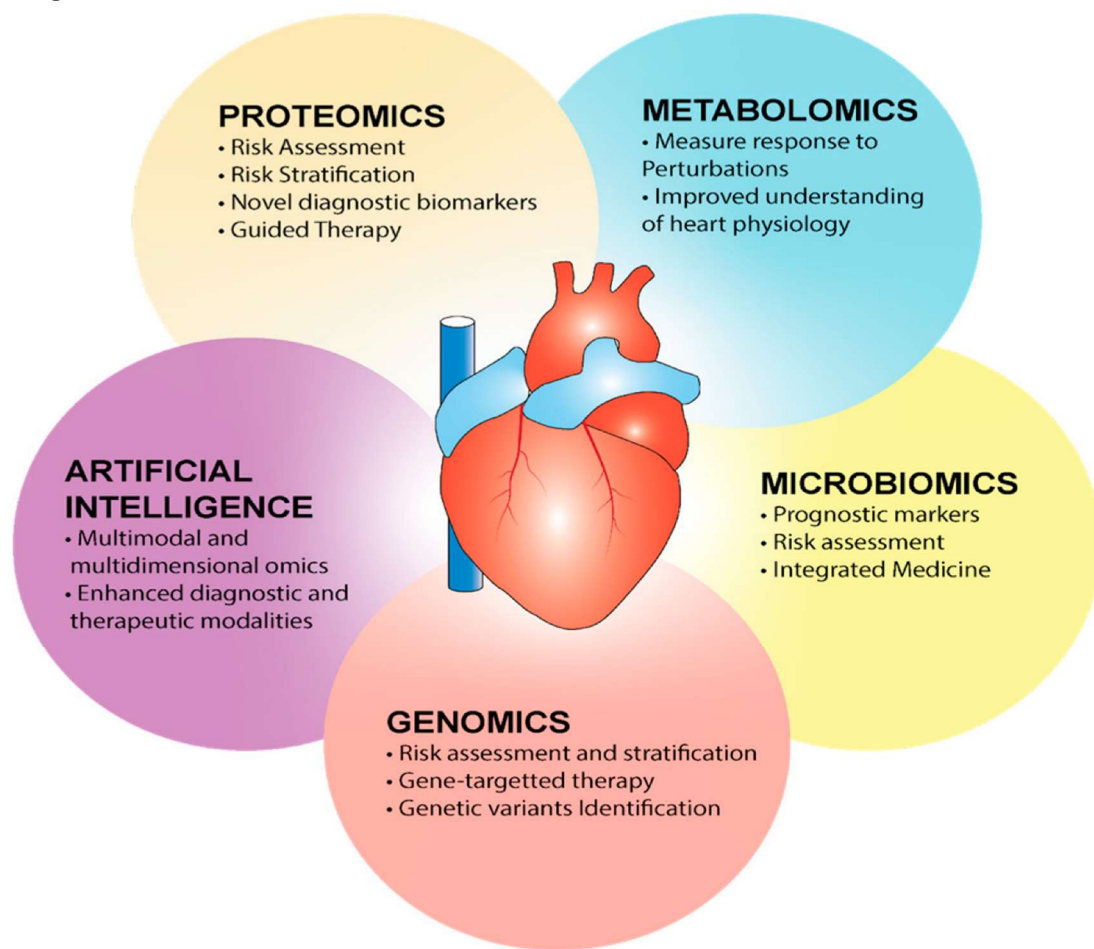 PROTEOMICS
• Risk Assessment
• Risk Stratification
• Novel diagnostic biomarkers
• Guided Therapy
METABOLOMICS
• Measure response to
Perturbations
• Improved understanding
of heart physiology
ARTIFICIAL
INTELLIGENCE
• Multimodal and
multidimensional omics
• Enhanced diagnostic and
therapeutic modalities
MICROBIOMICS
• Prognostic markers
• Risk assessment
• Integrated Medicine
GENOMICS
• Risk assessment and stratification
• Gene-targetted therapy
• Genetic variants Identification